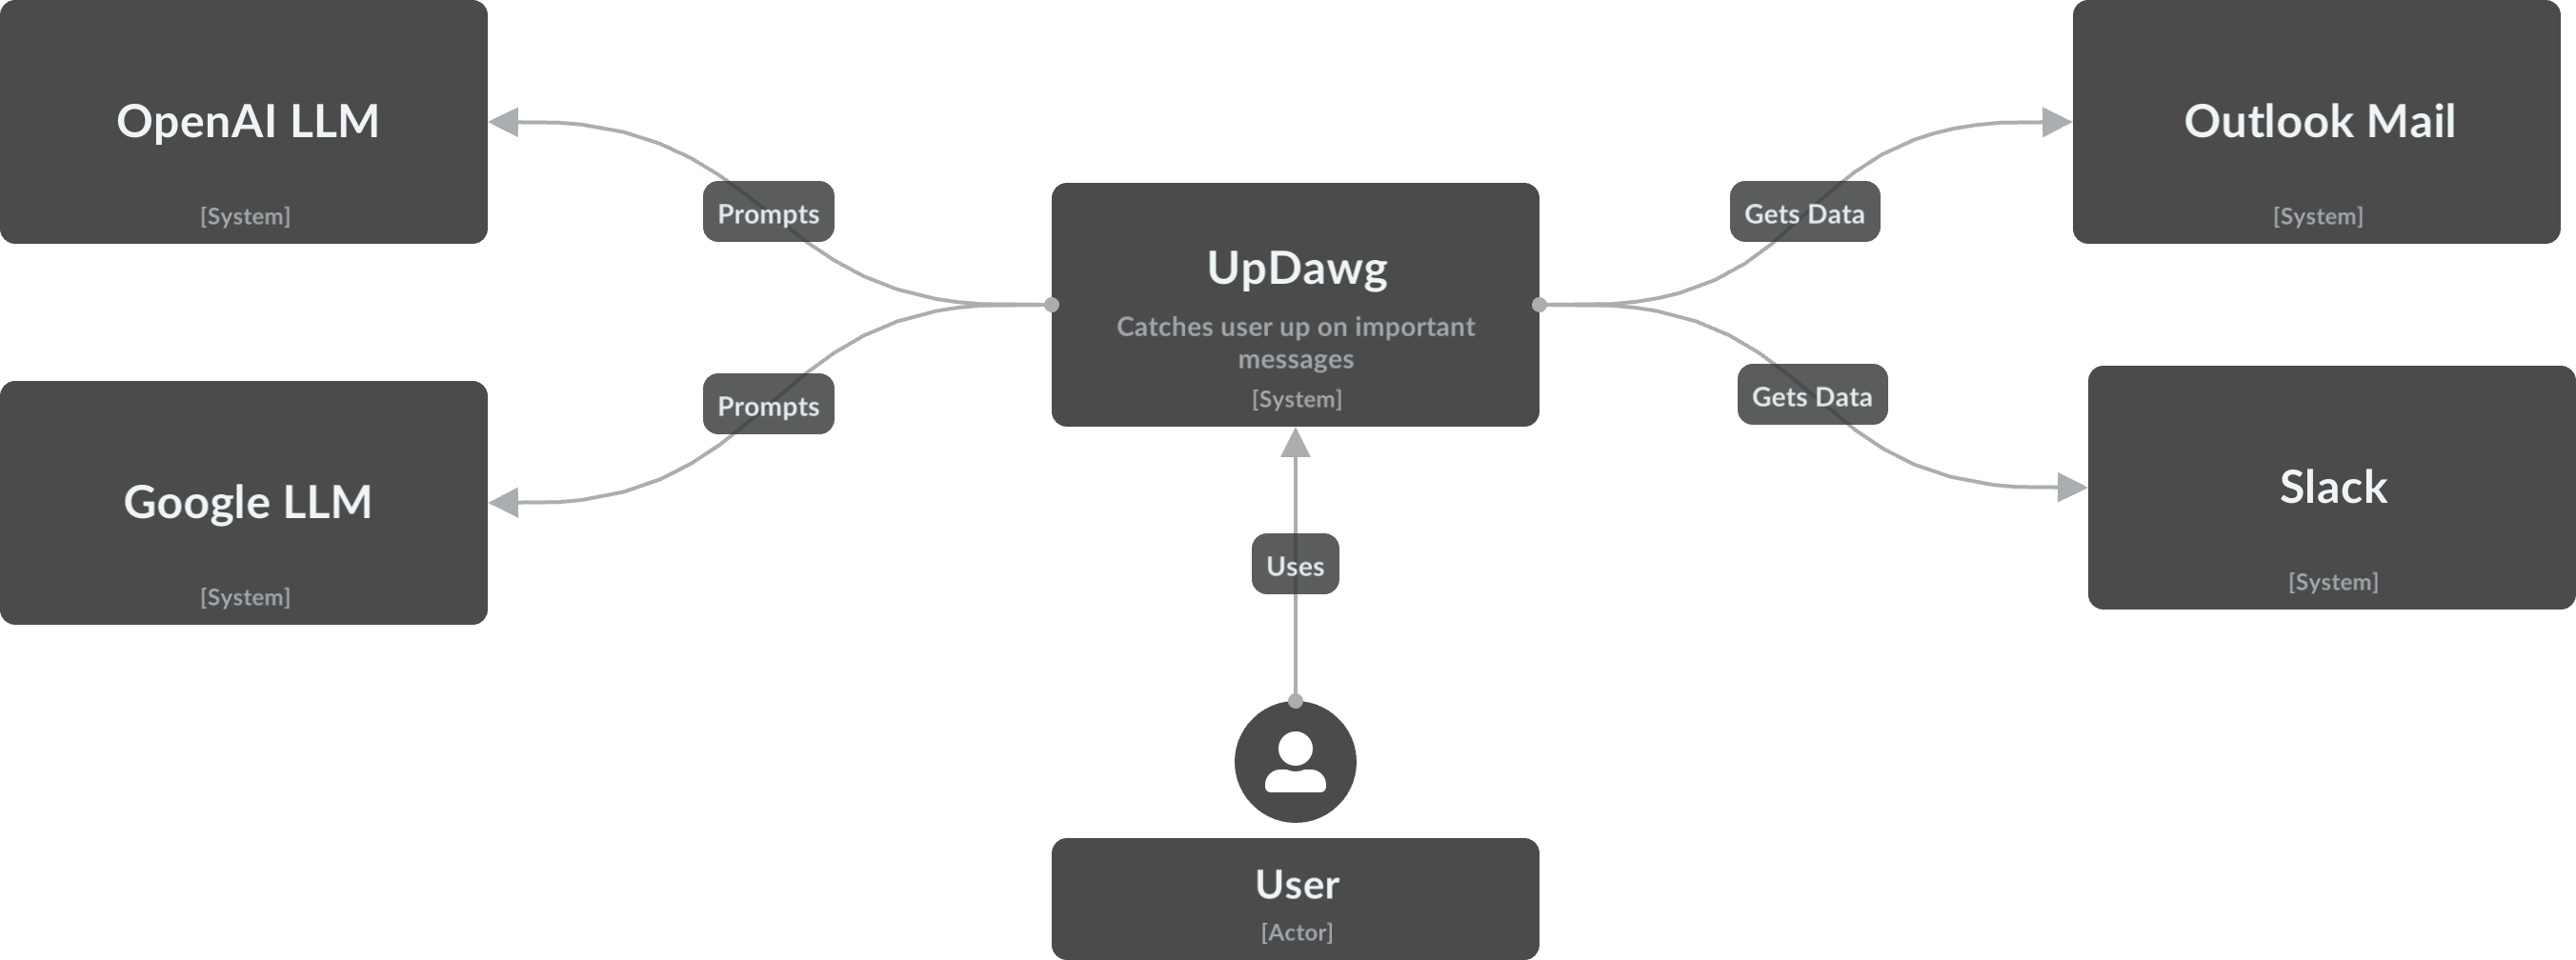 OpenAI LLM
[System]
Prompts
Google LLM
[System]
Prompts
UpDawg
Catches user up on important
messages
[System]
Uses
User
[Actor]
Gets Data
Outlook Mail
[System]
Gets Data
Slack
[System]